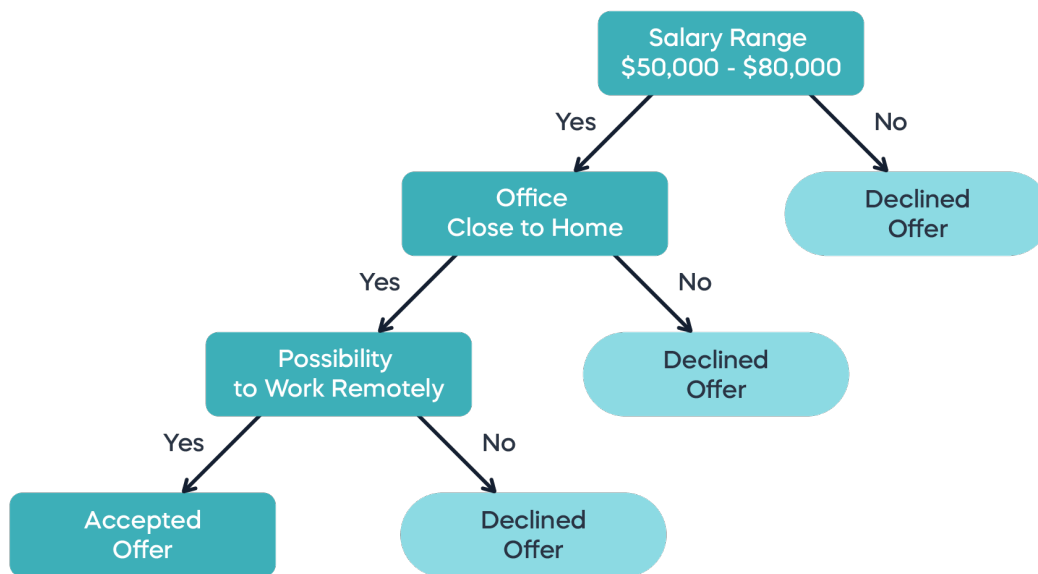 Salary Range
$50,000 - $80,000
Yes
No
Office
Close to Home
Declined
Offer
Yes
No
Possibility
to Work Remotely
Declined
Offer
Yes
No
Accepted
Offer
Declined
Offer